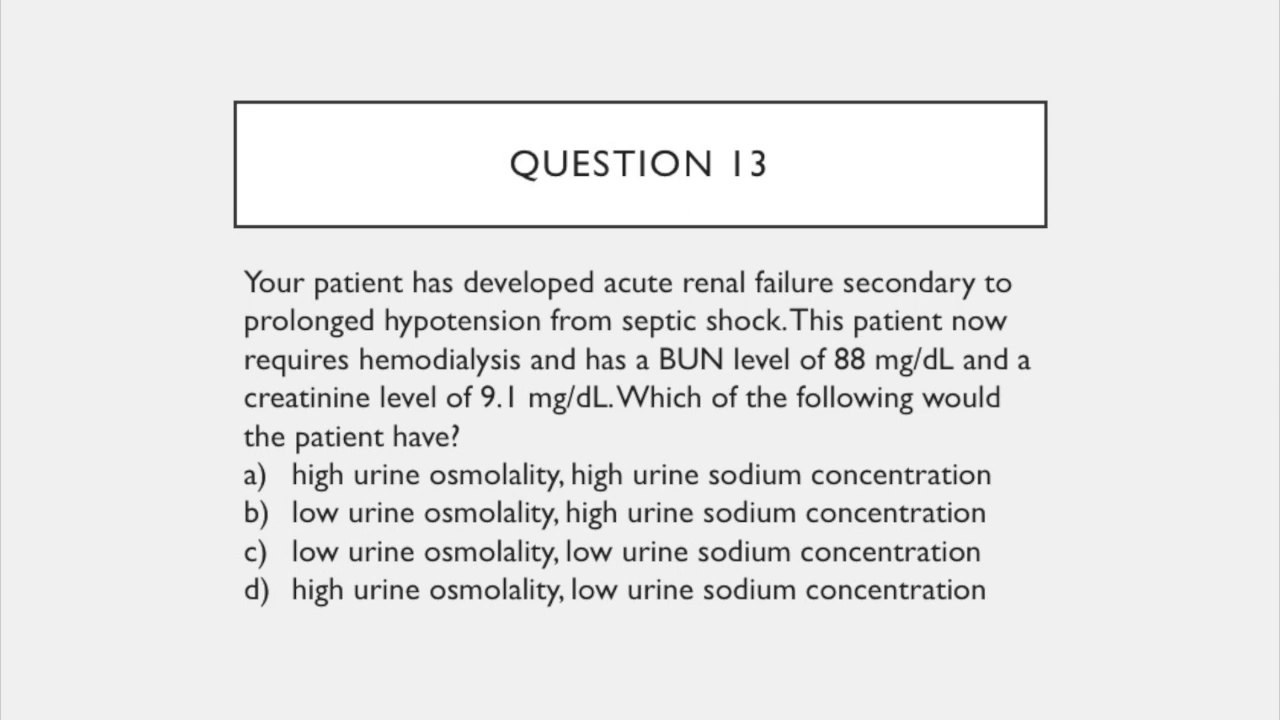 QUESTION 13
Your patient has developed acute renal failure secondary to
prolonged hypotension from septic shock. This patient now
requires hemodialysis and has a BUN level of 88 mg/dL and a
creatinine level of 9.1 mg/dL. Which of the following would
the patient have?
a) high urine osmolality, high urine sodium concentration
b) low urine osmolality, high urine sodium concentration
c) low urine osmolality, low urine sodium concentration
d) high urine osmolality, low urine sodium concentration